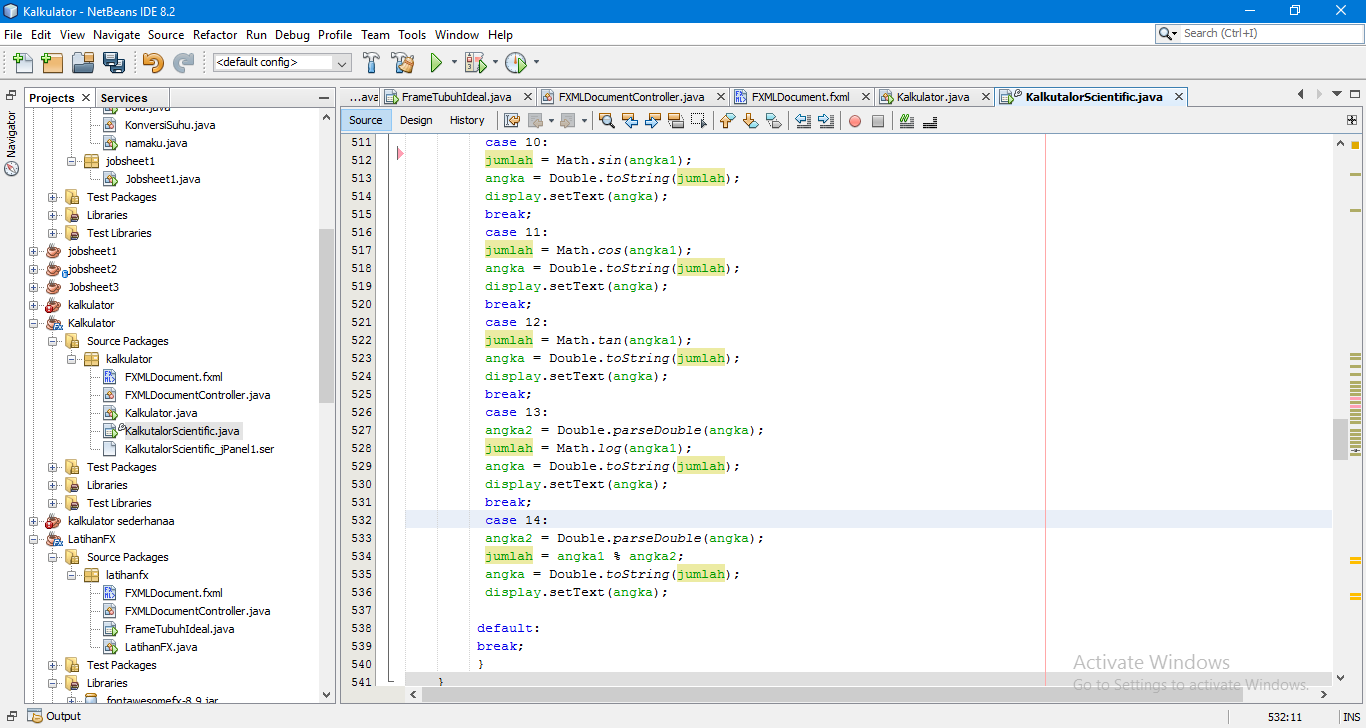 Kalkulator - NetBeans IDE 8.2
File Edit View Navigate Source Refactor Run Debug Profile Team Tools Window Help
Search (Ctrl+I)
<default config>
Projects Services
Navigator
KonversiSuhu.java
namaku.java
jobsheet1
Jobsheet1.java
Test Packages
Libraries
Test Libraries
jobsheet1
jobsheet2
Jobsheet3
kalkulator
Kalkulator
Source Packages
kalkulator
FXMLDocument.fxml
FXMLDocumentController.java
Kalkulator.java
KalkutalorScientific.java
KalkutalorScientific_jPanel1.ser
Test Packages
Libraries
Test Libraries
kalkulator sederhanaa
LatihanFX
Source Packages
latihanfx
FXMLDocument.fxml
FXMLDocumentController.java
FrameTubuhIdeal.java
LatihanFX.java
Test Packages
Libraries
fontawesomefx-8.9.jar
...ava FrameTubuhIdeal.java FXMLDocumentController.java FXMLDocument.fxml Kalkulator.java KalkutalorScientific.java
Source Design History
511 case 10:
512 jumlah = Math.sin(angka1);
513 angka = Double.toString(jumlah);
514 display.setText(angka);
515 break;
516 case 11:
517 jumlah = Math.cos(angka1);
518 angka = Double.toString(jumlah);
519 display.setText(angka);
520 break;
521 case 12:
522 jumlah = Math.tan(angka1);
523 angka = Double.toString(jumlah);
524 display.setText(angka);
525 break;
526 case 13:
527 angka2 = Double.parseDouble(angka);
528 jumlah = Math.log(angka1);
529 angka = Double.toString(jumlah);
530 display.setText(angka);
531 break;
532 case 14:
533 angka2 = Double.parseDouble(angka);
534 jumlah = angka1 % angka2;
535 angka = Double.toString(jumlah);
536 display.setText(angka);
537
538 default:
539 break;
540 }
541 }
Activate Windows
Go to Settings to activate Windows.
Output
532:11 INS